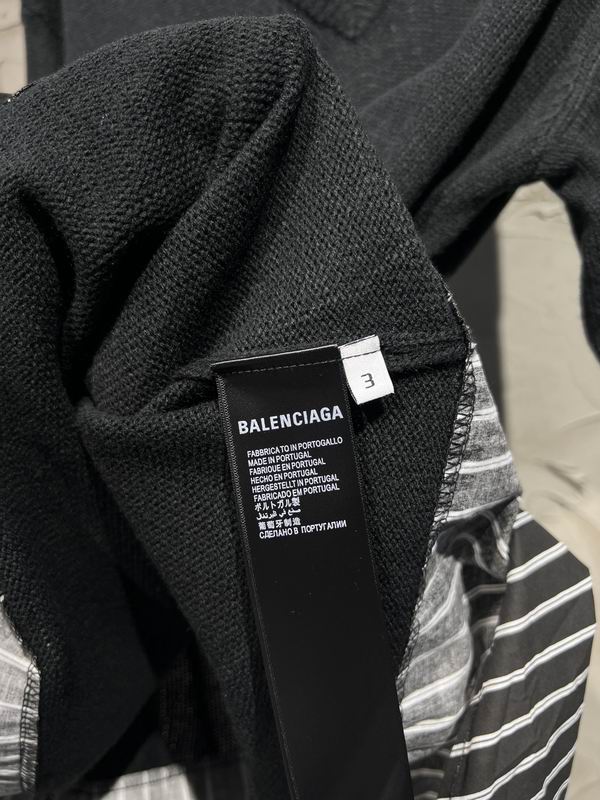 3
BALENCIAGA
FABBRICATO IN PORTOGALLO
MADE IN PORTUGAL
FABRIQUE EN PORTUGAL
HECHO EN PORTUGAL
HERGESTELLT IN PORTUGAL
FABRICADO EM PORTUGAL
ポルトガル製
葡萄牙制造
СДЕЛАНО В ПОРТУГАЛИИ